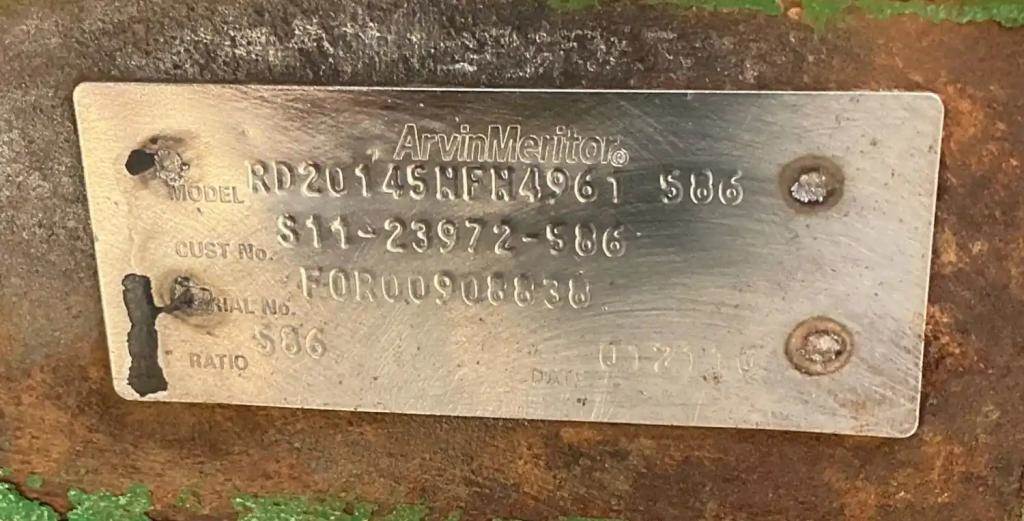 ArvinMeritor®
MODEL RD20145NFN4961 586
CUST No. S11-23972-586
SERIAL No. FOR00908838
RATIO 586
DATE